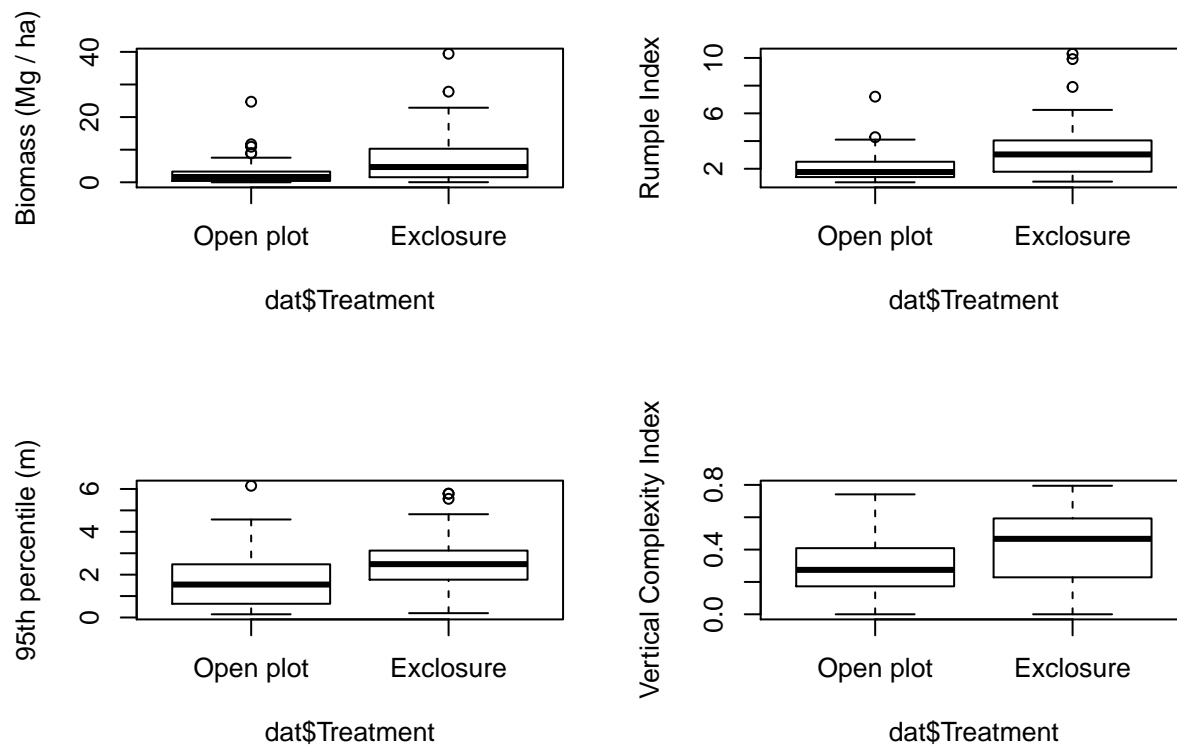 Biomass (Mg / ha)
40
20
0
Open plot Exclosure
dat$Treatment
Rumple Index
10
6
2
Open plot Exclosure
dat$Treatment
95th percentile (m)
6
4
2
0
Open plot Exclosure
dat$Treatment
Vertical Complexity Index
0.8
0.4
0.0
Open plot Exclosure
dat$Treatment